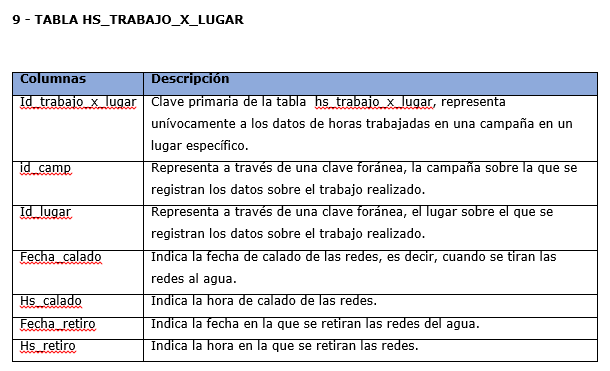 9 - TABLA HS_TRABAJO_X_LUGAR
Columnas Descripción
Id_trabajo_x_lugar Clave primaria de la tabla hs_trabajo_x_lugar, representa
unívocamente a los datos de horas trabajadas en una campaña en un
lugar específico.
id_camp Representa a través de una clave foránea, la campaña sobre la que se
registran los datos sobre el trabajo realizado.
Id_lugar Representa a través de una clave foránea, el lugar sobre el que se
registran los datos sobre el trabajo realizado.
Fecha_calado Indica la fecha de calado de las redes, es decir, cuando se tiran las
redes al agua.
Hs_calado Indica la hora de calado de las redes.
Fecha_retiro Indica la fecha en la que se retiran las redes del agua.
Hs_retiro Indica la hora en la que se retiran las redes.